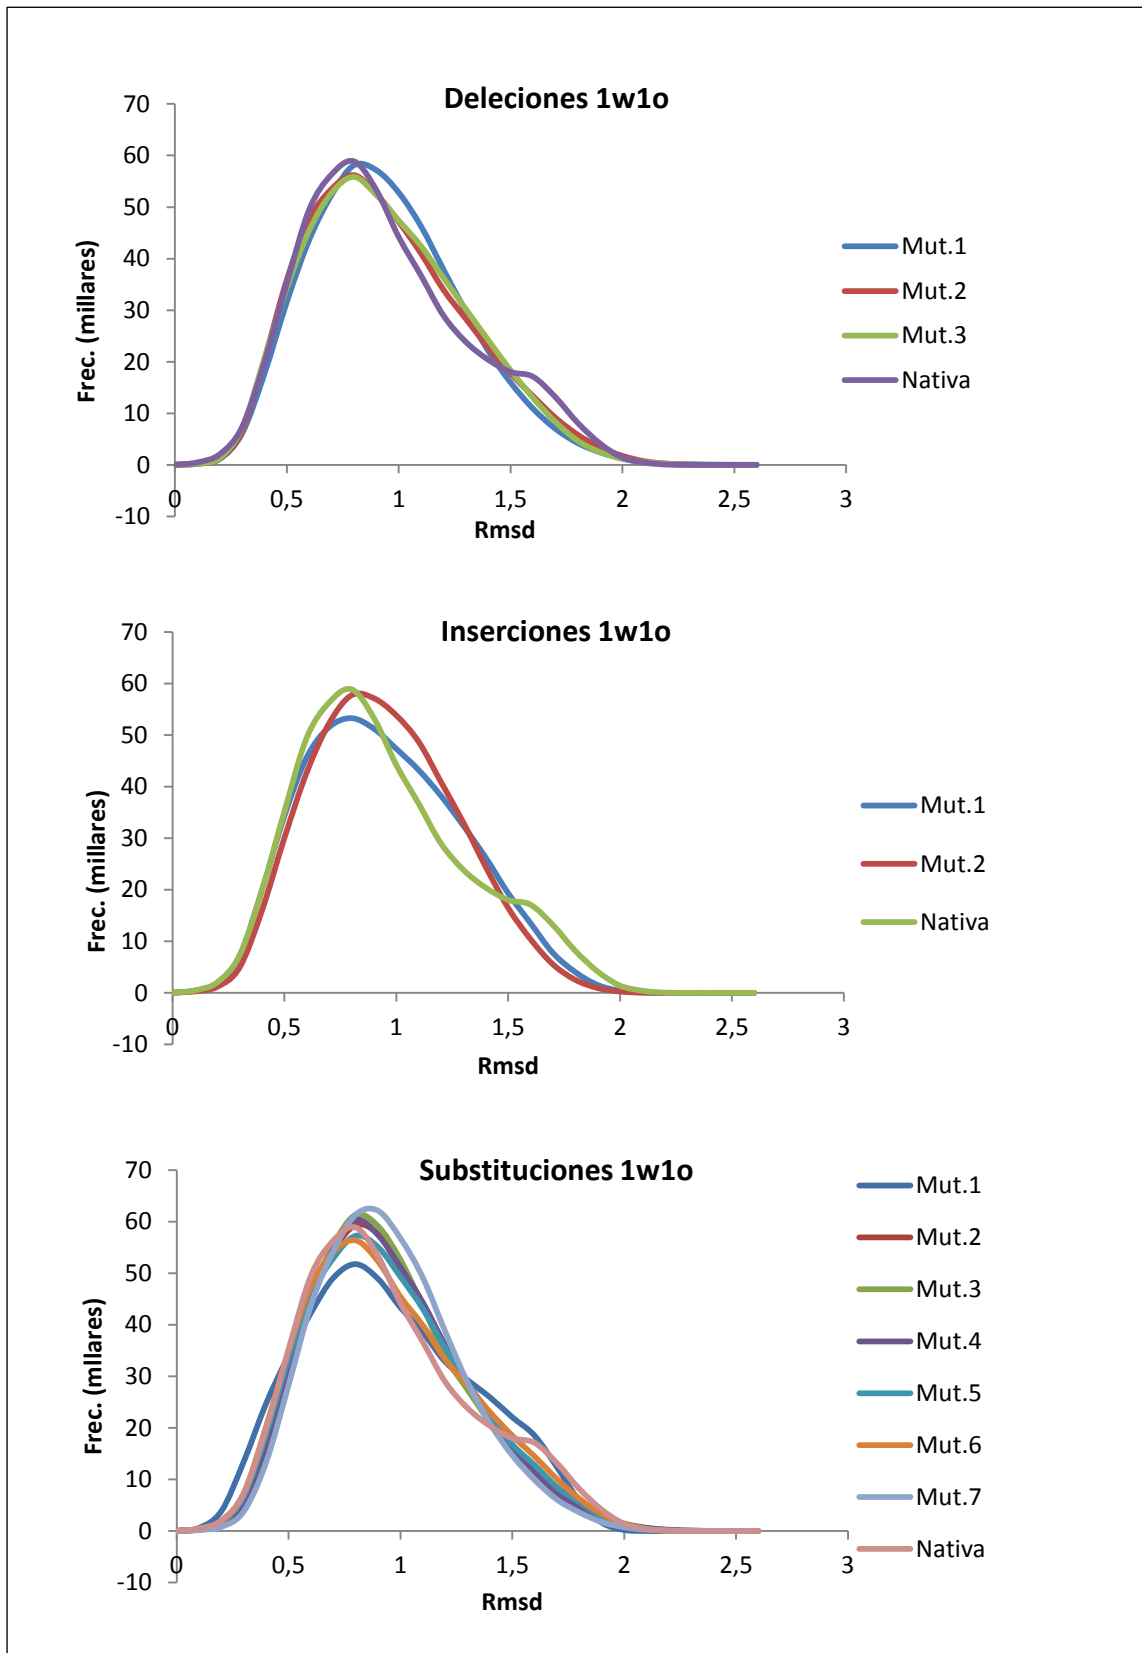 Deleciones 1w1o
70
60
50
40
30
20
10
0
-10
Frec. (millares)
0 0,5 1 1,5 2 2,5 3
Rmsd
Mut.1
Mut.2
Mut.3
Nativa
Inserciones 1w1o
70
60
50
40
30
20
10
0
-10
Frec. (millares)
0 0,5 1 1,5 2 2,5 3
Rmsd
Mut.1
Mut.2
Nativa
Substituciones 1w1o
70
60
50
40
30
20
10
0
-10
Frec. (mllares)
0 0,5 1 1,5 2 2,5 3
Rmsd
Mut.1
Mut.2
Mut.3
Mut.4
Mut.5
Mut.6
Mut.7
Nativa